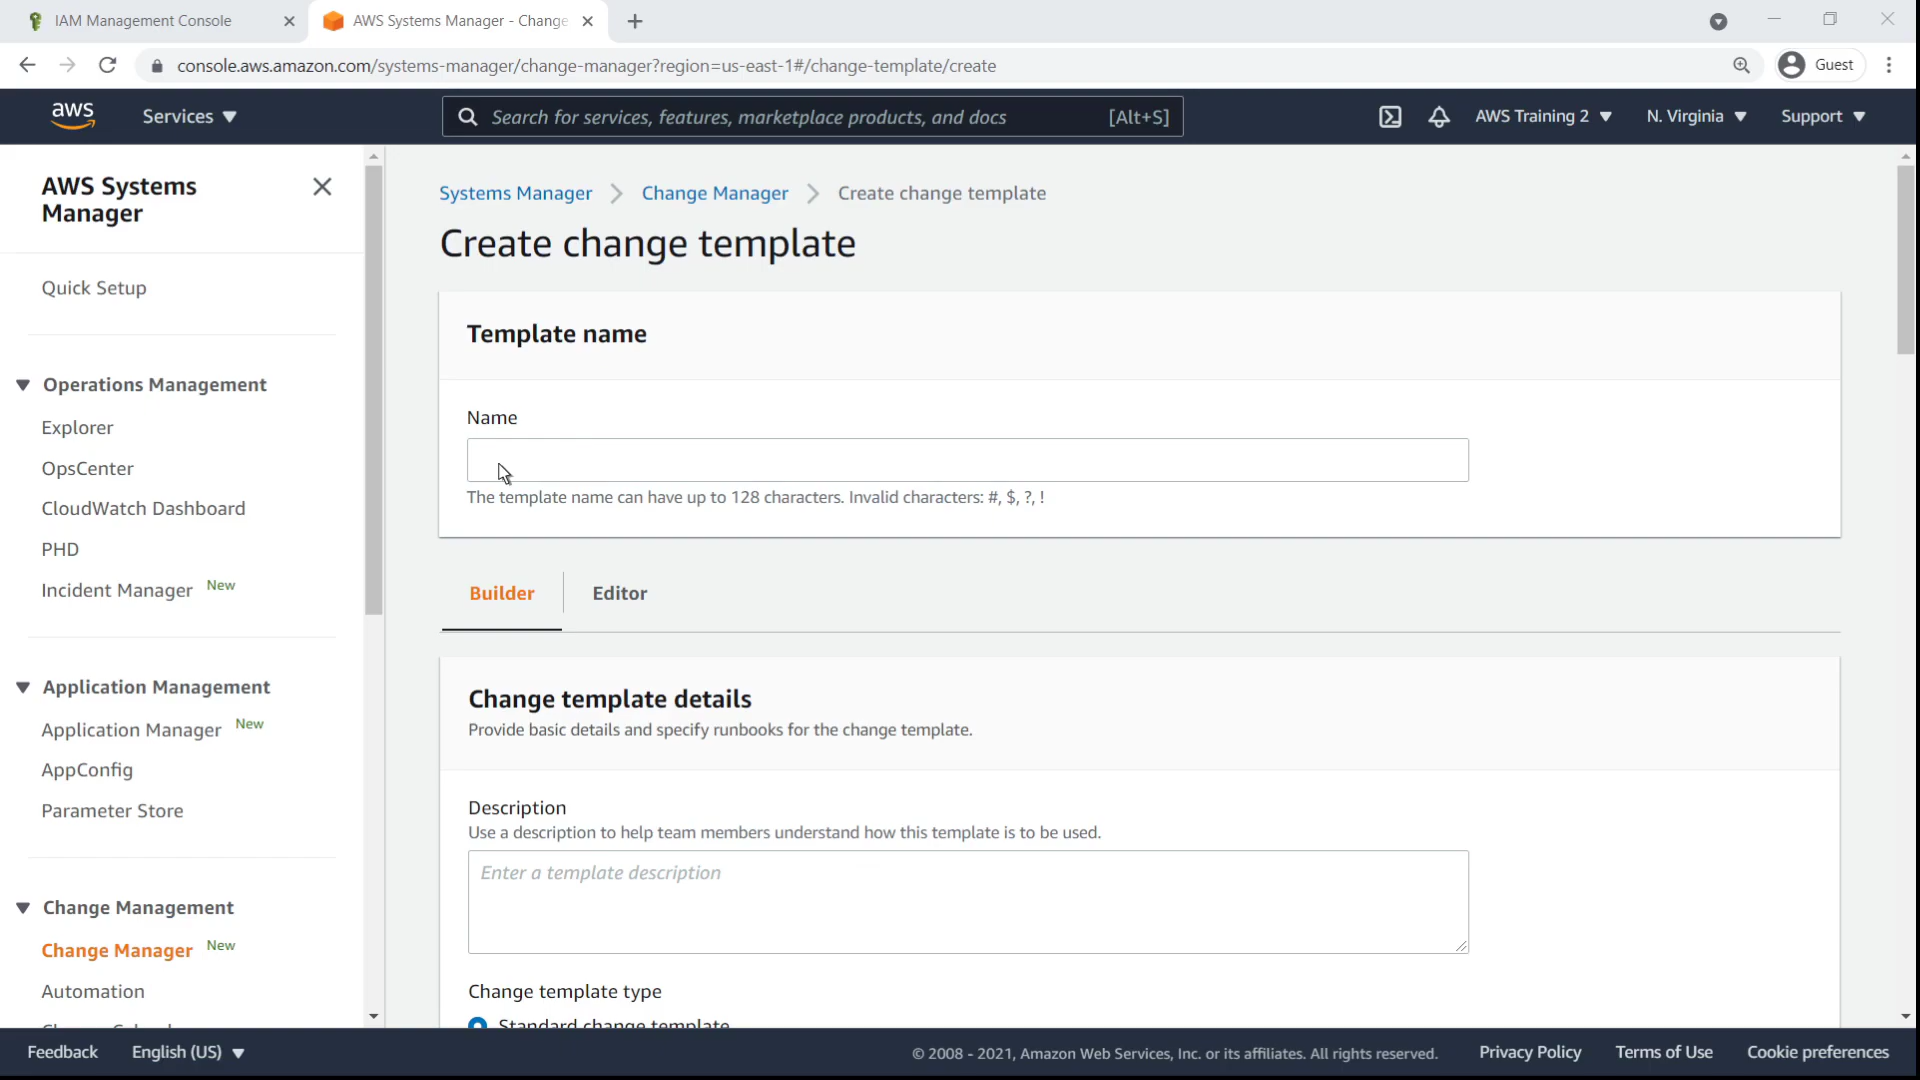 IAM Management Console
AWS Systems Manager - Change
console.aws.amazon.com/systems-manager/change-manager?region=us-east-1#/change-template/create
Guest
aws
Services
Search for services, features, marketplace products, and docs
[Alt+S]
AWS Training 2
N. Virginia
Support
AWS Systems
Manager
Quick Setup
Operations Management
Explorer
OpsCenter
CloudWatch Dashboard
PHD
Incident Manager New
Application Management
Application Manager New
AppConfig
Parameter Store
Change Management
Change Manager New
Automation
Systems Manager
Change Manager
Create change template
Create change template
Template name
Name
The template name can have up to 128 characters. Invalid characters: #, $, ?, !
Builder
Editor
Change template details
Provide basic details and specify runbooks for the change template.
Description
Use a description to help team members understand how this template is to be used.
Enter a template description
Change template type
Standard change template
Feedback
English (US)
© 2008 - 2021, Amazon Web Services, Inc. or its affiliates. All rights reserved.
Privacy Policy
Terms of Use
Cookie preferences